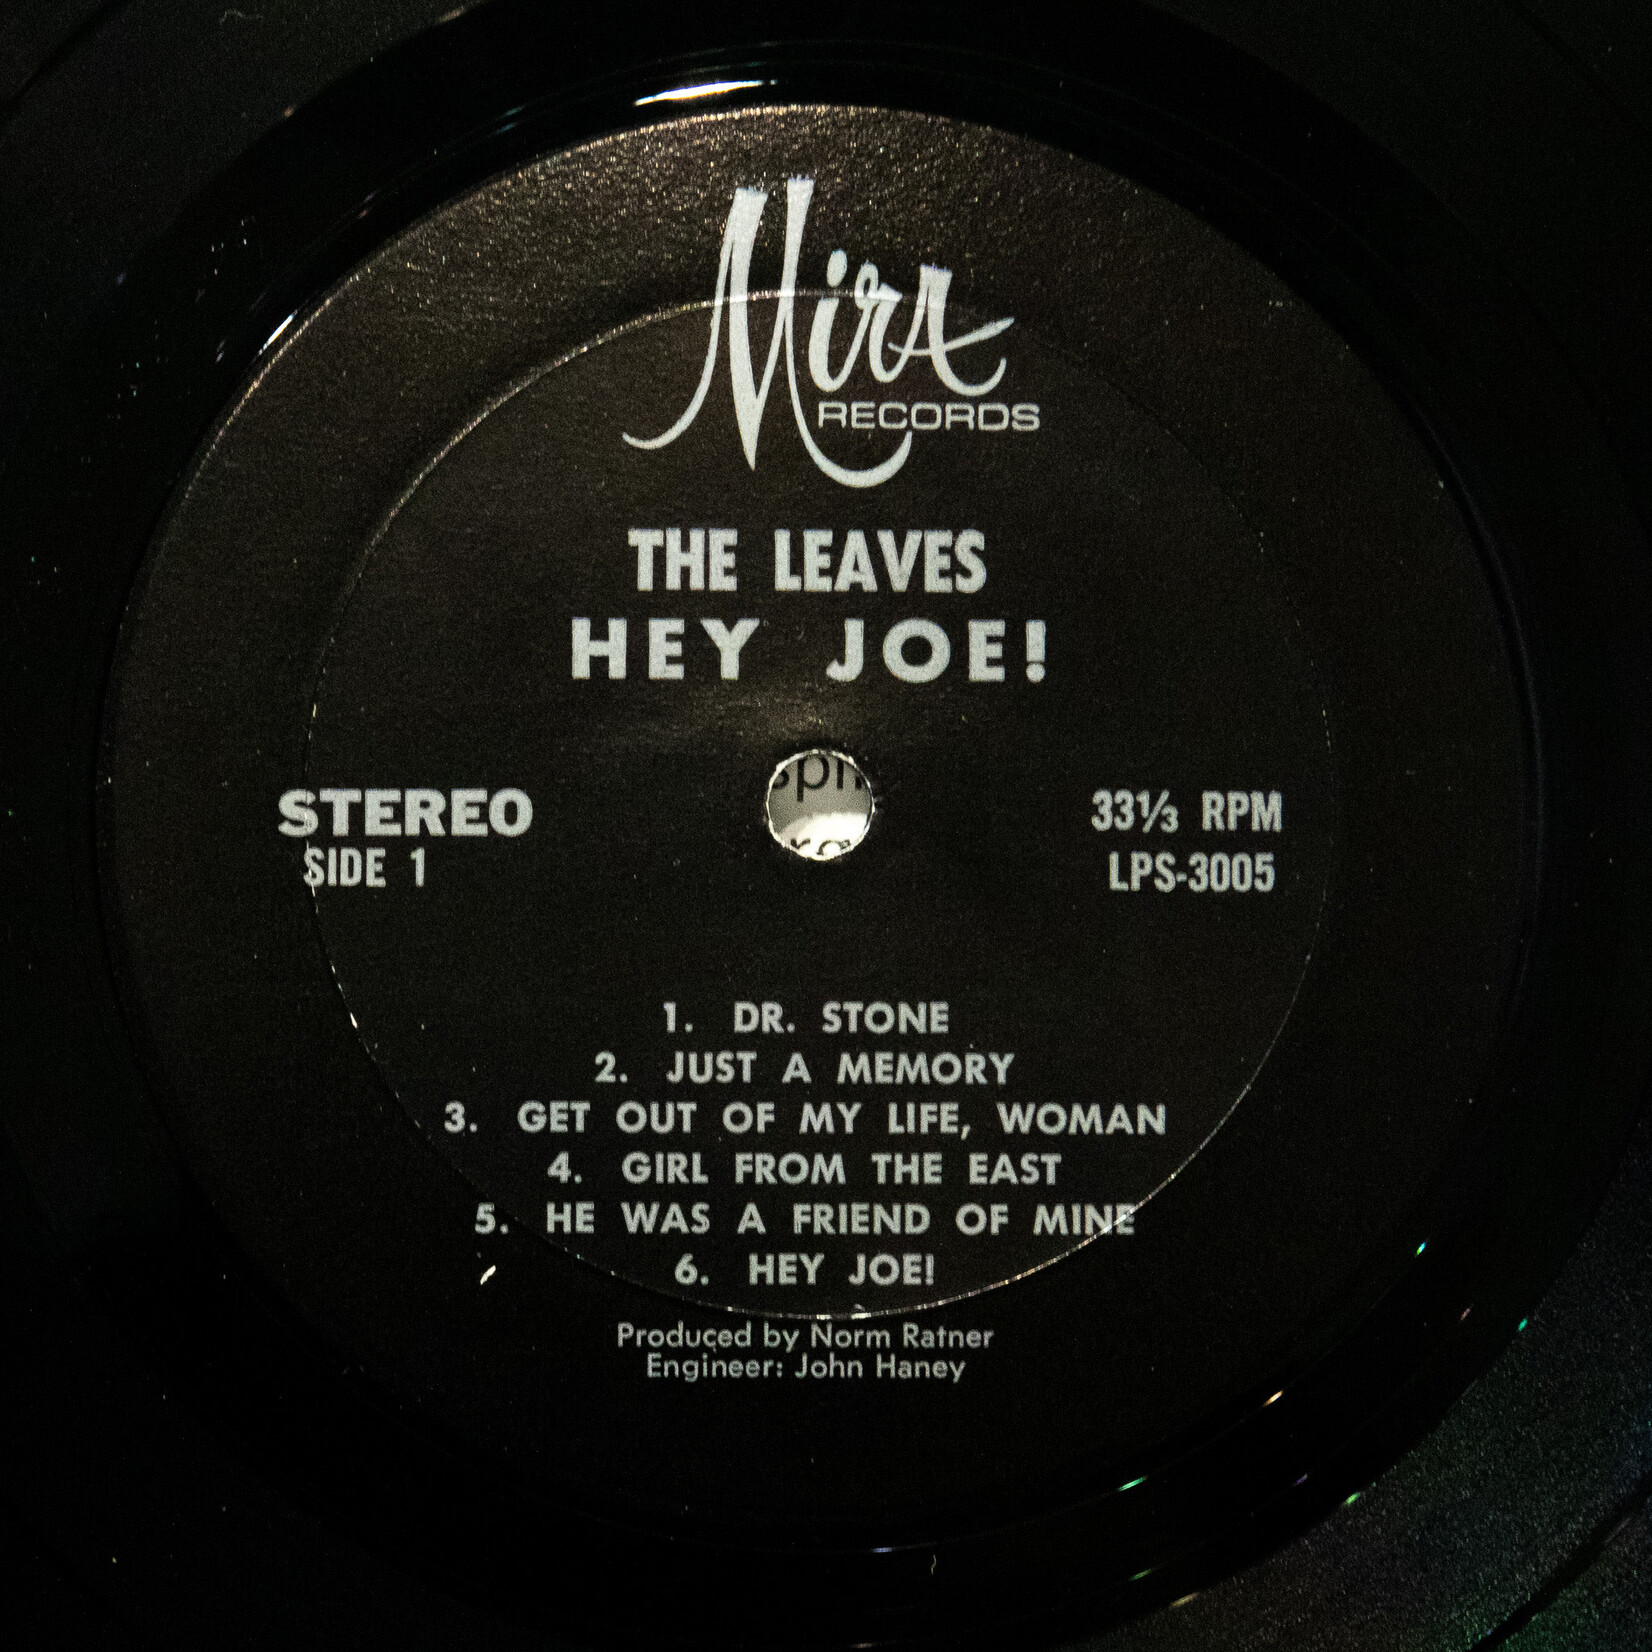 Mira
RECORDS
THE LEAVES
HEY JOE!
STEREO
SIDE 1
33⅓ RPM
LPS-3005
1. DR. STONE
2. JUST A MEMORY
3. GET OUT OF MY LIFE, WOMAN
4. GIRL FROM THE EAST
5. HE WAS A FRIEND OF MINE
6. HEY JOE!
Produced by Norm Ratner
Engineer: John Haney